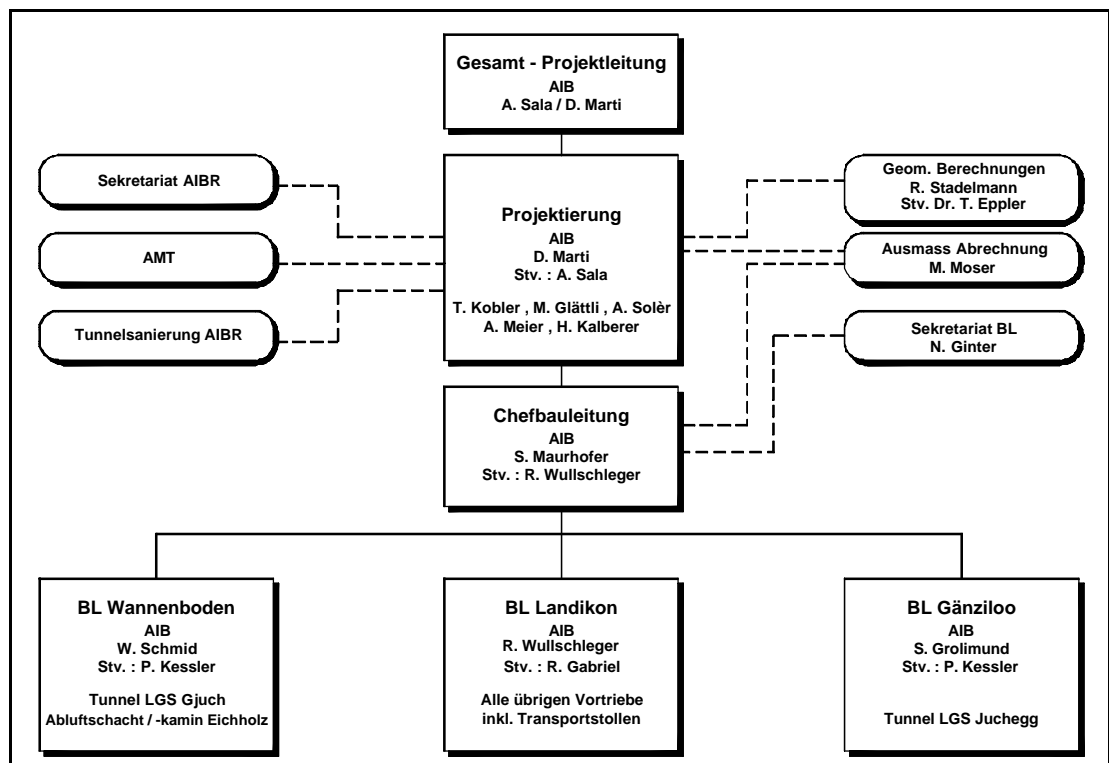 Gesamt - Projektleitung
AIB
A. Sala / D. Marti
Sekretariat AIBR
AMT
Tunnelsanierung AIBR
Projektierung
AIB
D. Marti
Stv. : A. Sala
T. Kobler , M. Glättli , A. Solèr
A. Meier , H. Kalberer
Geom. Berechnungen
R. Stadelmann
Stv. Dr. T. Eppler
Ausmass Abrechnung
M. Moser
Sekretariat BL
N. Ginter
Chefbauleitung
AIB
S. Maurhofer
Stv. : R. Wullschleger
BL Wannenboden
AIB
W. Schmid
Stv. : P. Kessler
Tunnel LGS Gjuch
Abluftschacht / -kamin Eichholz
BL Landikon
AIB
R. Wullschleger
Stv. : R. Gabriel
Alle übrigen Vortriebe
inkl. Transportstollen
BL Gänziloo
AIB
S. Grolimund
Stv. : P. Kessler
Tunnel LGS Juchegg